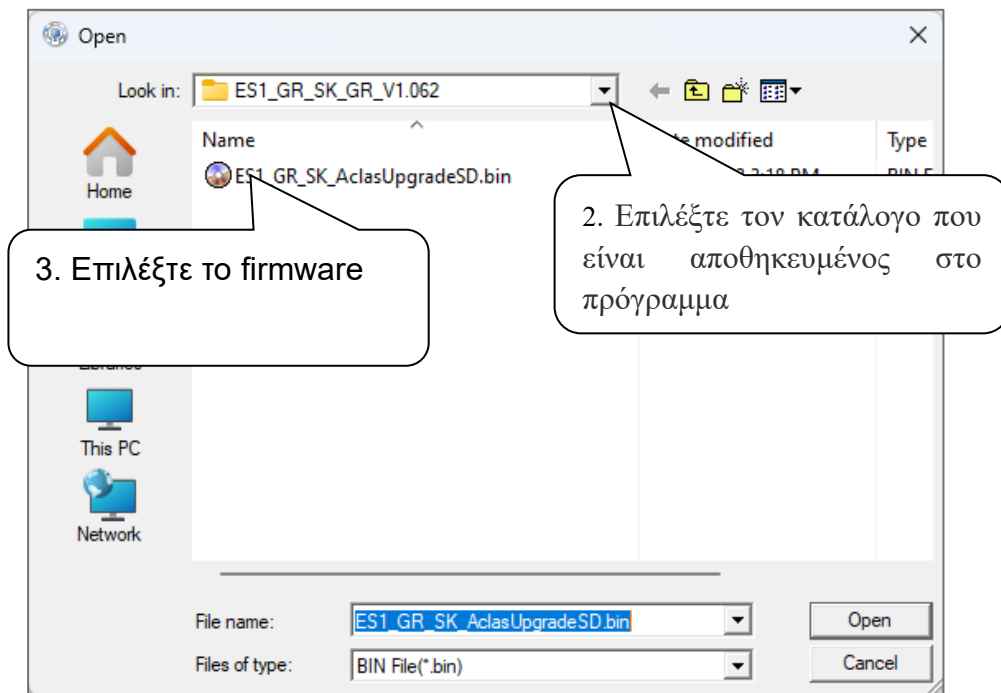 Open
Look in: ES1_GR_SK_GR_V1.062
Name modified Type
ES1_GR_SK_AclasUpgradeSD.bin
Home
2. Επιλέξτε τον κατάλογο που
είναι αποθηκευμένος στο
πρόγραμμα
3. Επιλέξτε το firmware
This PC
Network
File name: ES1_GR_SK_AclasUpgradeSD.bin Open
Files of type: BIN File(*.bin) Cancel